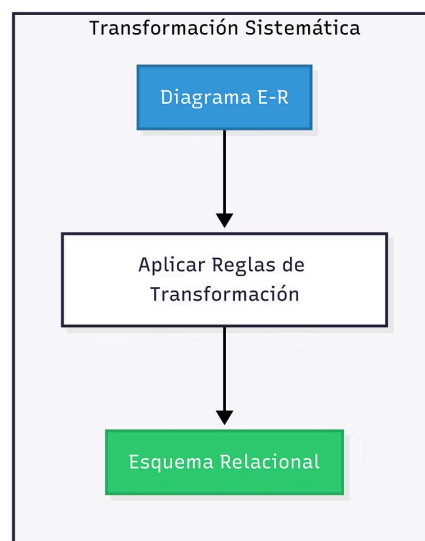 Transformación Sistemática
Diagrama E-R
Aplicar Reglas de
Transformación
Esquema Relacional